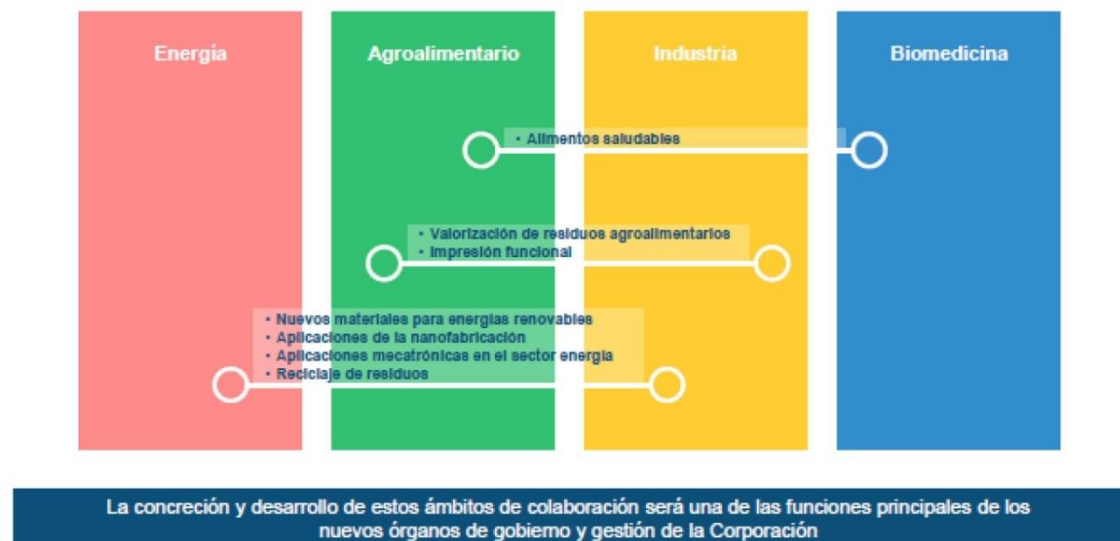 Energía
Agroalimentario
Industria
Biomedicina
• Alimentos saludables
• Valorización de residuos agroalimentarios
• Impresión funcional
• Nuevos materiales para energías renovables
• Aplicaciones de la nanofabricación
• Aplicaciones mecatrónicas en el sector energía
• Reciclaje de residuos
La concreción y desarrollo de estos ámbitos de colaboración será una de las funciones principales de los
nuevos órganos de gobierno y gestión de la Corporación